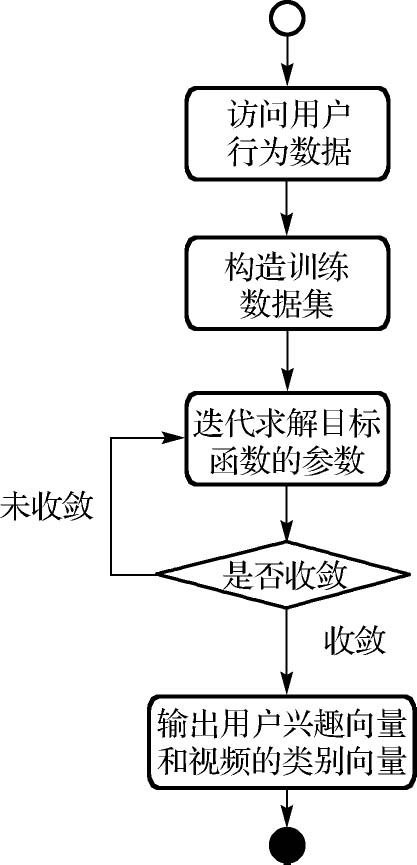 访问用户
行为数据
构造训练
数据集
迭代求解目标
函数的参数
未收敛
是否收敛
收敛
输出用户兴趣向量
和视频的类别向量